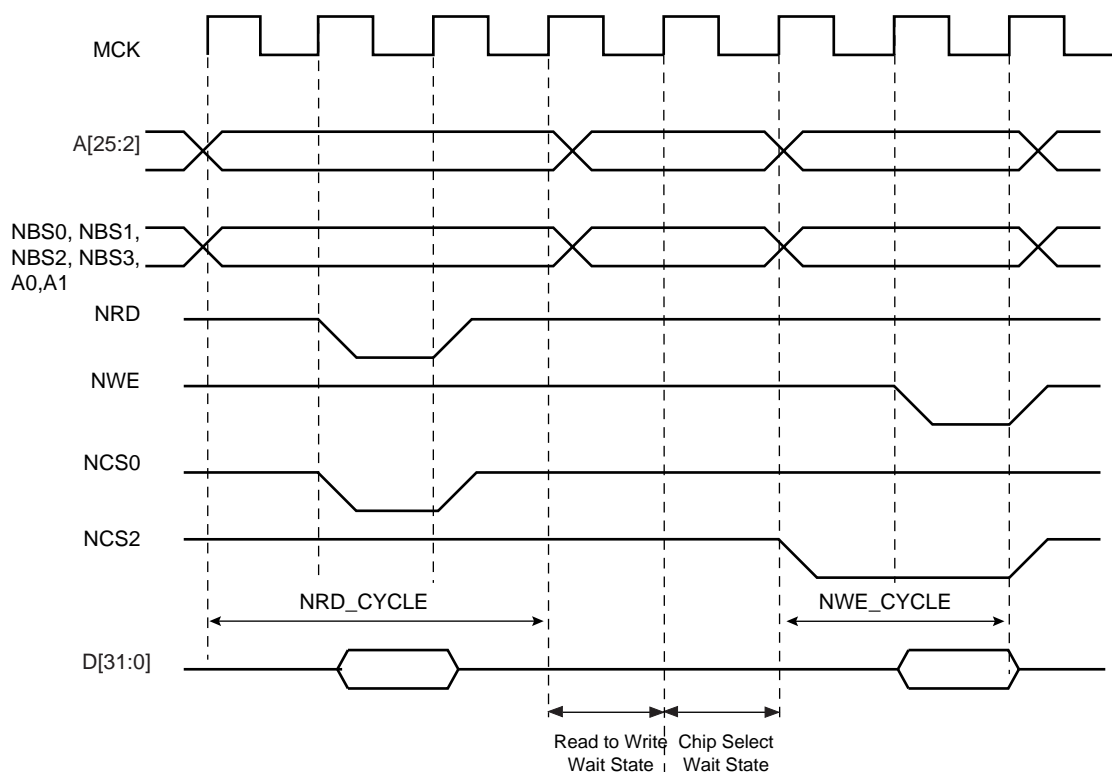 MCK
A[25:2]
NBS0, NBS1,
NBS2, NBS3,
A0,A1
NRD
NWE
NCS0
NCS2
NRD_CYCLE
NWE_CYCLE
D[31:0]
Read to Write
Wait State
Chip Select
Wait State